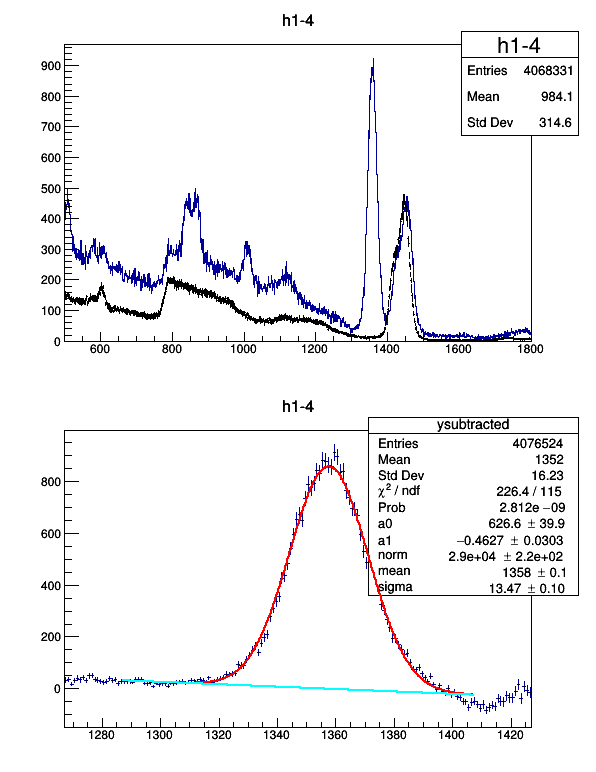 h1-4
h1-4
Entries 4068331
Mean 984.1
Std Dev 314.6
900
800
700
600
500
400
300
200
100
0
600 800 1000 1200 1400 1600 1800
h1-4
ysubtracted
Entries 4076524
Mean 1352
Std Dev 16.23
χ² / ndf 226.4 / 115
Prob 2.812e −09
a0 626.6 ± 39.9
a1 −0.4627 ± 0.0303
norm 2.9e+04 ± 2.2e+02
mean 1358 ± 0.1
sigma 13.47 ± 0.10
800
600
400
200
0
1280 1300 1320 1340 1360 1380 1400 1420